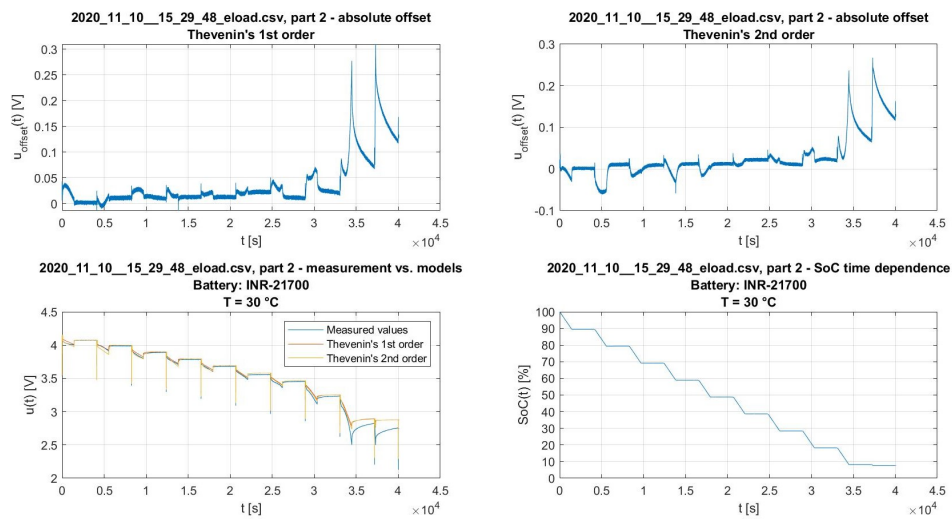 2020_11_10__15_29_48_eload.csv, part 2 - absolute offset
Thevenin's 1st order
0.3
0.25
0.2
0.15
0.1
0.05
0
u_offset(t) [V]
0 0.5 1 1.5 2 2.5 3 3.5 4 4.5
t [s]
×10^4
2020_11_10__15_29_48_eload.csv, part 2 - absolute offset
Thevenin's 2nd order
0.3
0.2
0.1
0
-0.1
u_offset(t) [V]
0 0.5 1 1.5 2 2.5 3 3.5 4 4.5
t [s]
×10^4
2020_11_10__15_29_48_eload.csv, part 2 - measurement vs. models
Battery: INR-21700
T = 30 °C
4.5
4
3.5
3
2.5
2
u(t) [V]
Measured values
Thevenin's 1st order
Thevenin's 2nd order
0 0.5 1 1.5 2 2.5 3 3.5 4 4.5
t [s]
×10^4
2020_11_10__15_29_48_eload.csv, part 2 - SoC time dependence
Battery: INR-21700
T = 30 °C
100
90
80
70
60
50
40
30
20
10
0
SoC(t) [%]
0 0.5 1 1.5 2 2.5 3 3.5 4 4.5
t [s]
×10^4